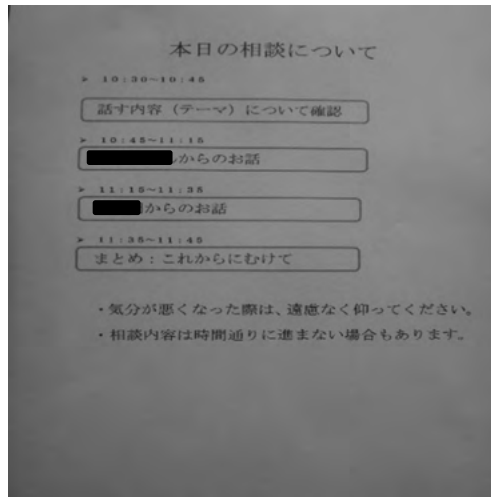 本日の相談について
➢ 10:30~10:45
話す内容（テーマ）について確認
➢ 10:45~11:15
からのお話
➢ 11:15~11:35
からのお話
➢ 11:35~11:45
まとめ：これからにむけて
・気分が悪くなった際は、遠慮なく仰ってください。
・相談内容は時間通りに進まない場合もあります。